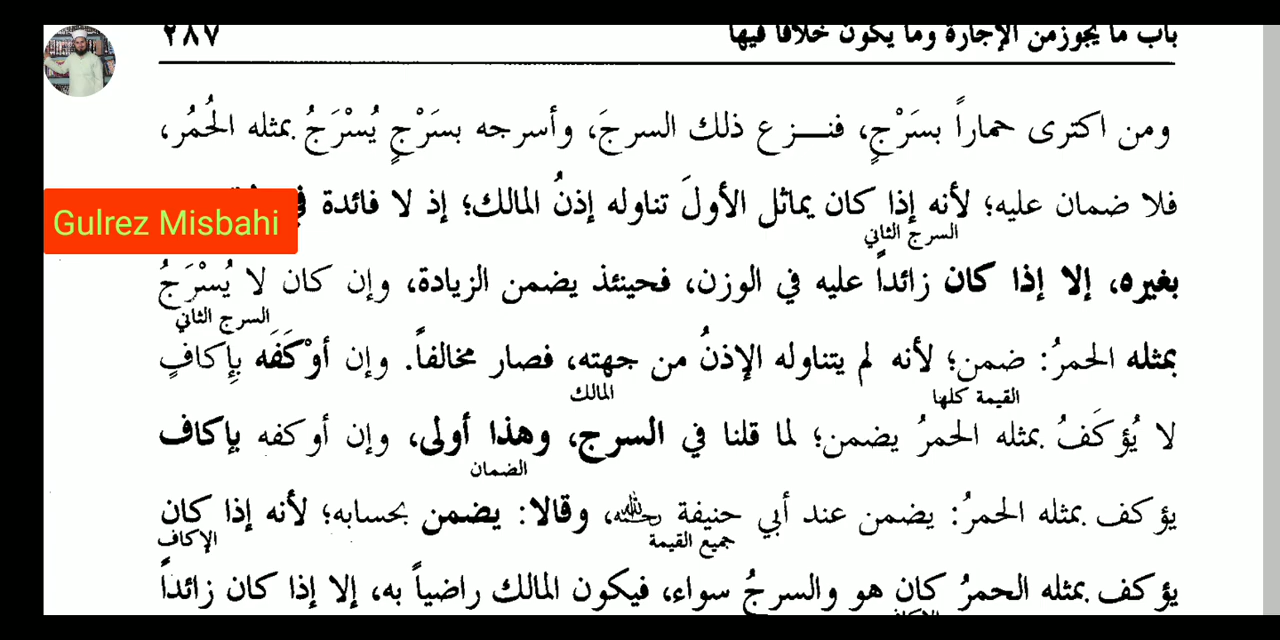 باب ما يجوز من الإجارة وما يكون خلافا فيها
٢٨٧
ومن اكترى حماراً بسَرْجٍ، فنـزع ذلك السرجَ، وأسرجه بسَرْجٍ يُسْرَجُ بمثله الحُمُر،
فلا ضمان عليه؛ لأنه إذا كان يماثل الأولَ تناوله إذنُ المالك؛ إذ لا فائدة
السرج الثاني
Gulrez Misbahi
بغيره، إلا إذا كان زائداً عليه في الوزن، فحينئذ يضمن الزيادة، وإن كان لا يُسْرَجُ
السرج الثاني
بمثله الحمرُ: ضمن؛ لأنه لم يتناوله الإذنُ من جهته، فصار مخالفاً. وإن أوْكَفَه بِإكافٍ
القيمة كلها
المالك
لا يُؤكَفُ بمثله الحمرُ يضمن؛ لما قلنا في السرج، وهذا أولى، وإن أوكفه بإكاف
الضمان
يؤكف بمثله الحمرُ: يضمن عند أبي حنيفة رحمه الله، وقالا: يضمن بحسابه؛ لأنه إذا كان
جميع القيمة
الإكاف
يؤكف بمثله الحمرُ كان هو والسرجُ سواء، فيكون المالك راضياً به، إلا إذا كان زائداً